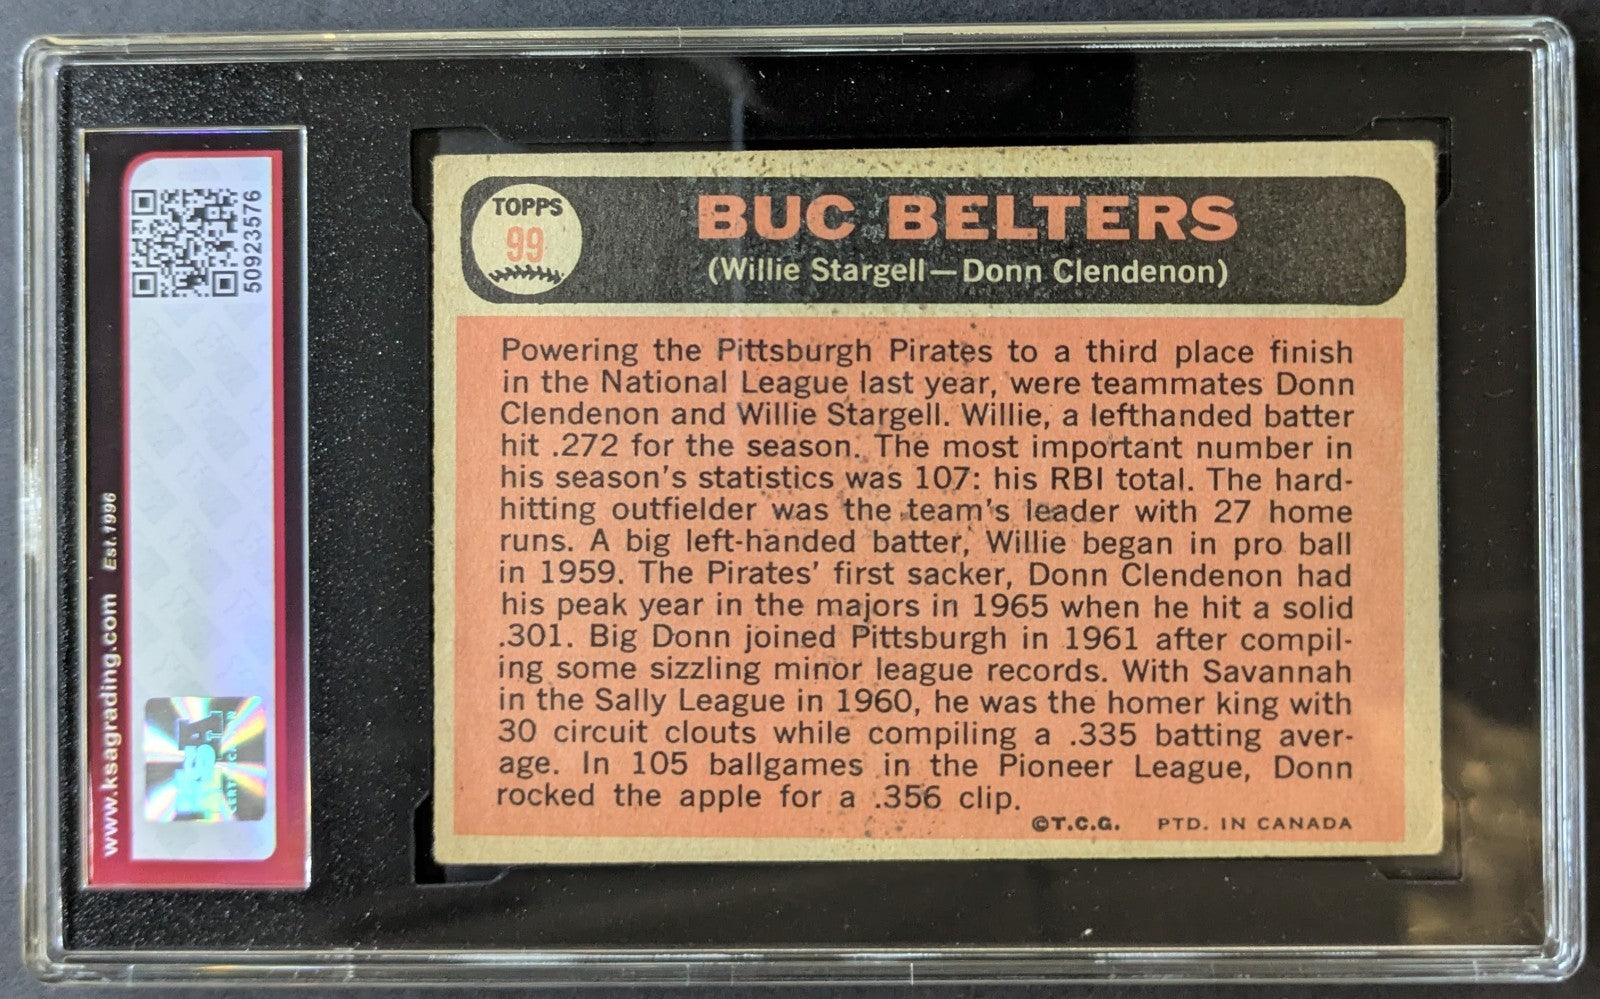 TOPPS
99
BUC BELTERS
(Willie Stargell—Donn Clendenon)
Powering the Pittsburgh Pirates to a third place finish
in the National League last year, were teammates Donn
Clendenon and Willie Stargell. Willie, a lefthanded batter
hit .272 for the season. The most important number in
his season's statistics was 107: his RBI total. The hard-
hitting outfielder was the team's leader with 27 home
runs. A big left-handed batter, Willie began in pro ball
in 1959. The Pirates' first sacker, Donn Clendenon had
his peak year in the majors in 1965 when he hit a solid
.301. Big Donn joined Pittsburgh in 1961 after compil-
ing some sizzling minor league records. With Savannah
in the Sally League in 1960, he was the homer king with
30 circuit clouts while compiling a .335 batting aver-
age. In 105 ballgames in the Pioneer League, Donn
rocked the apple for a .356 clip.
©T.C.G. PTD. IN CANADA
50923576
www.ksagrading.com Est. 1996
KSA